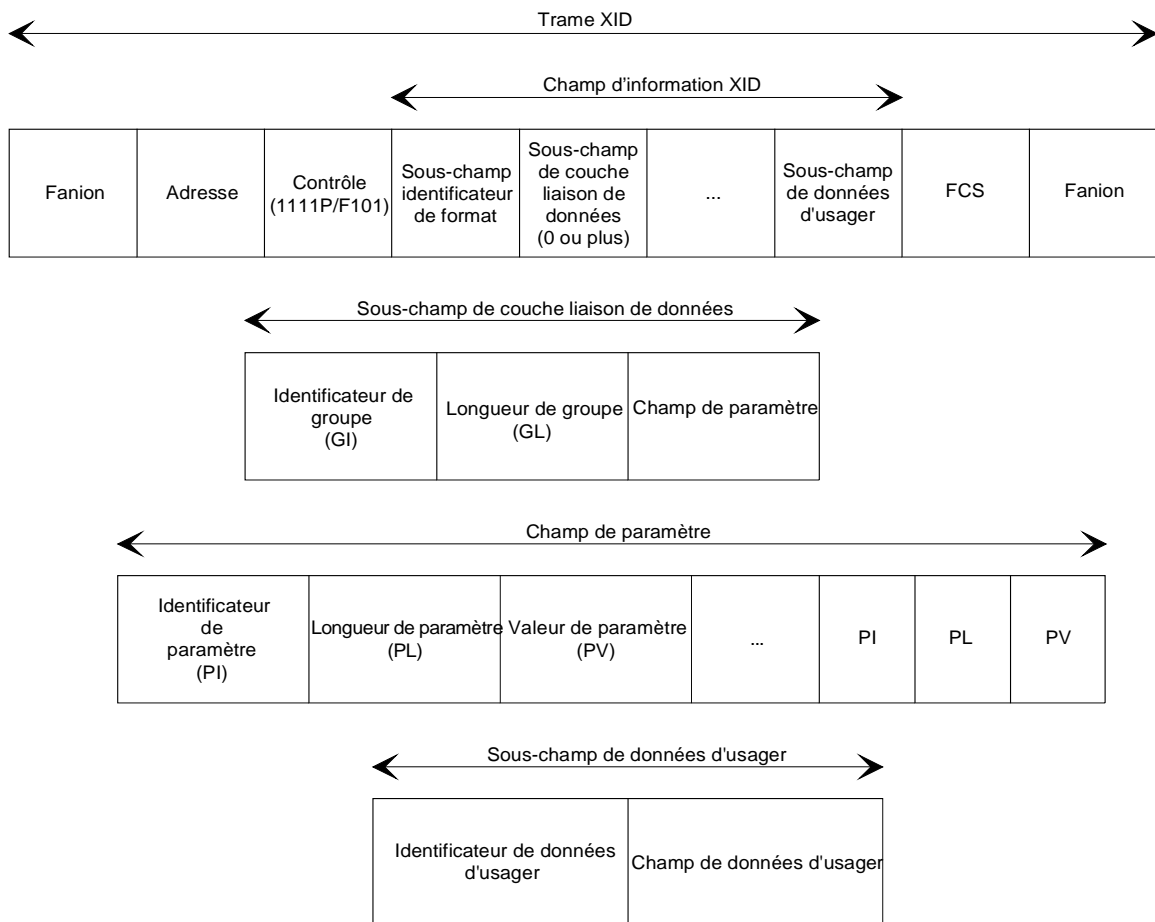 Trame XID
Champ d'information XID
Fanion
Adresse
Contrôle
(1111P/F101)
Sous-champ
identificateur
de format
Sous-champ
de couche
liaison de
données
(0 ou plus)
...
Sous-champ
de données
d'usager
FCS
Fanion
Sous-champ de couche liaison de données
Identificateur de
groupe
(GI)
Longueur de groupe
(GL)
Champ de paramètre
Champ de paramètre
Identificateur
de
paramètre
(PI)
Longueur de paramètre
(PL)
Valeur de paramètre
(PV)
...
PI
PL
PV
Sous-champ de données d'usager
Identificateur de données
d'usager
Champ de données d'usager